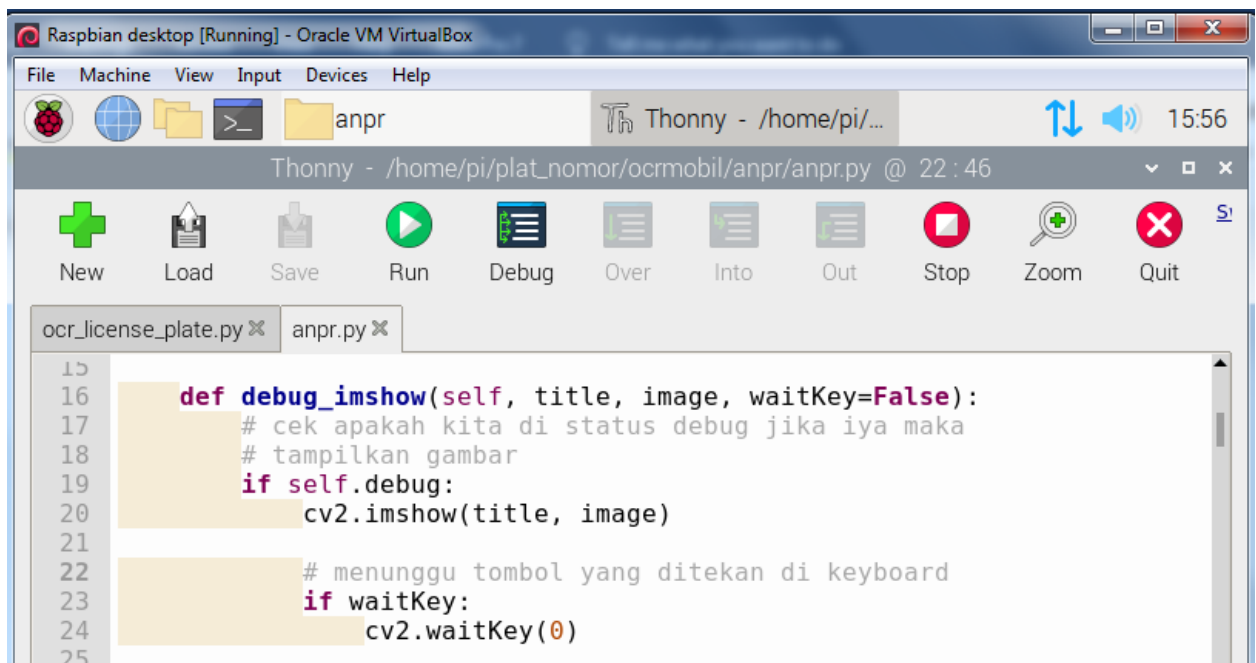 Raspbian desktop [Running] - Oracle VM VirtualBox
File Machine View Input Devices Help
anpr Thonny - /home/pi/... 15:56
Thonny - /home/pi/plat_nomor/ocrmobil/anpr/anpr.py @ 22 : 46
New Load Save Run Debug Over Into Out Stop Zoom Quit
ocr_license_plate.py anpr.py
15
16 def debug_imshow(self, title, image, waitKey=False):
17 # cek apakah kita di status debug jika iya maka
18 # tampilkan gambar
19 if self.debug:
20 cv2.imshow(title, image)
21
22 # menunggu tombol yang ditekan di keyboard
23 if waitKey:
24 cv2.waitKey(0)
25